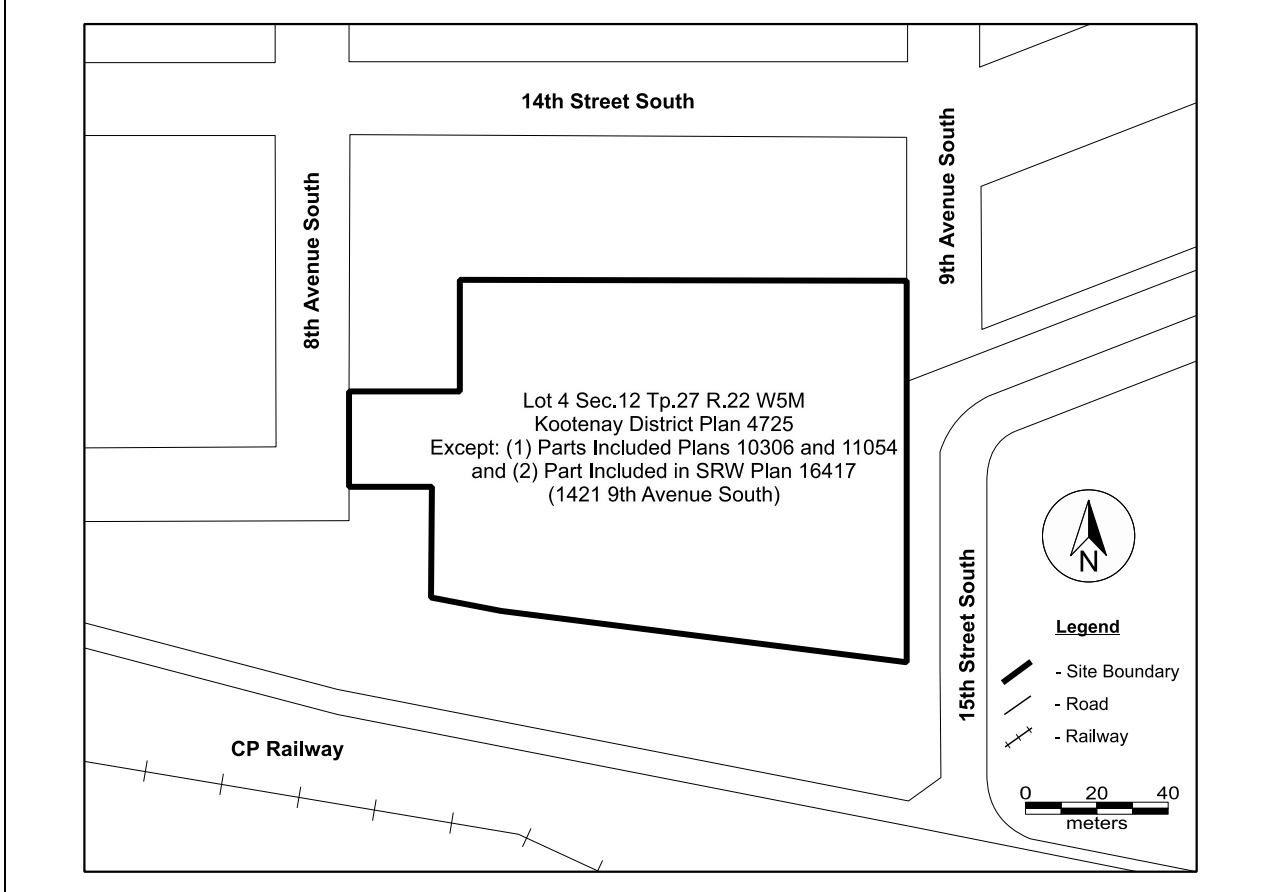 14th Street South
8th Avenue South
9th Avenue South
Lot 4 Sec.12 Tp.27 R.22 W5M
Kootenay District Plan 4725
Except: (1) Parts Included Plans 10306 and 11054
and (2) Part Included in SRW Plan 16417
(1421 9th Avenue South)
N
15th Street South
Legend
- Site Boundary
- Road
- Railway
CP Railway
0 20 40
meters